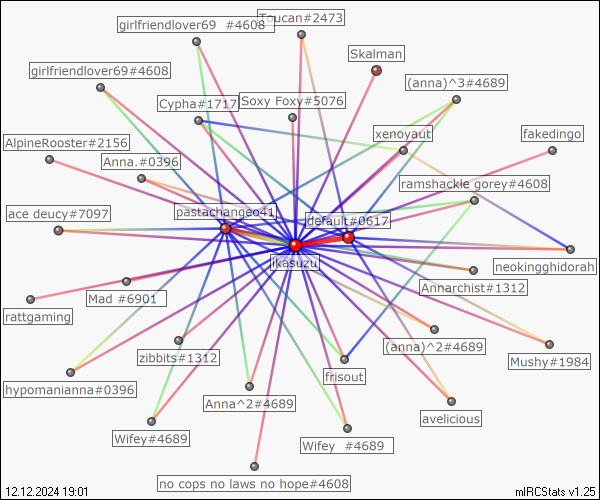 girlfriendlover69 #4608
Toucan#2473
Skalman
girlfriendlover69#4608
(anna)^3#4689
Cypha#1717
Soxy Foxy#5076
xenoyaut
fakedingo
AlpineRooster#2156
Anna.#0396
ramshackle gorey#4608
ace deucy#7097
pastachangeo41
default#0617
ikasuzu
neokingghidorah
Annarchist#1312
Mad #6901
rattgaming
(anna)^2#4689
zibbits#1312
Mushy#1984
frisout
hypomanianna#0396
Anna^2#4689
avelicious
Wifey#4689
Wifey #4689
no cops no laws no hope#4608
12.12.2024 19:01
mIRCStats v1.25